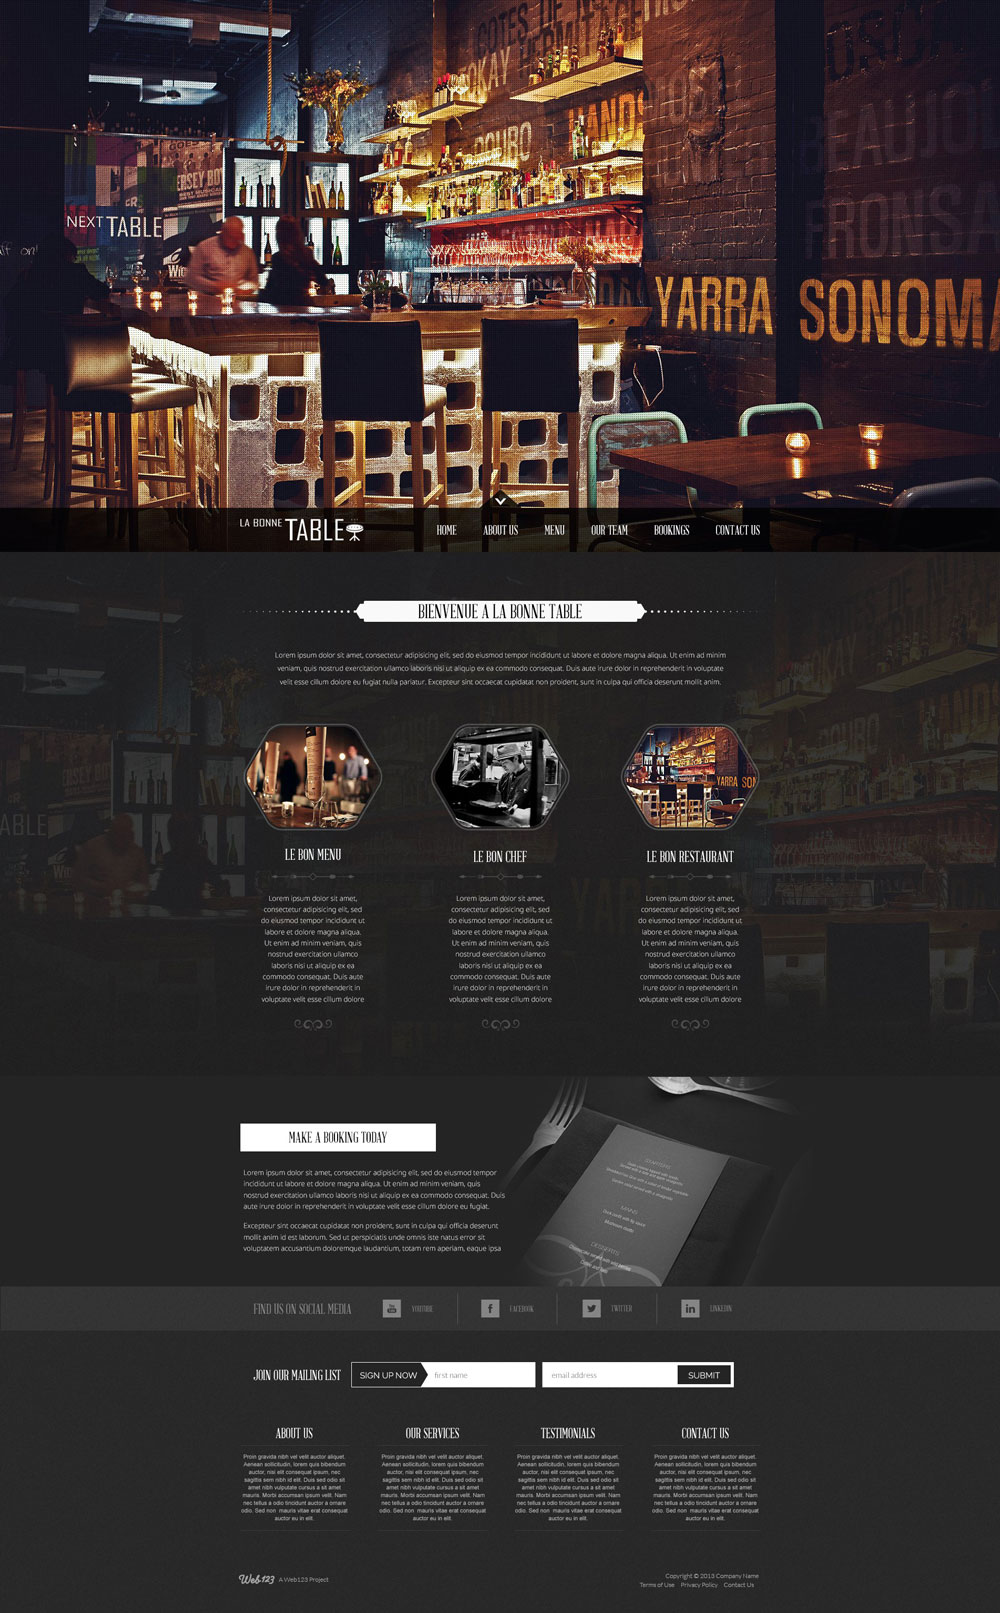 NEXT TABLE
YARRA SONOMA
LA BONNE TABLE
HOME ABOUT US MENU OUR TEAM BOOKINGS CONTACT US
BIENVENUE A LA BONNE TABLE
Lorem ipsum dolor sit amet, consectetur adipisicing elit, sed do eiusmod tempor incididunt ut labore et dolore magna aliqua. Ut enim ad minim
veniam, quis nostrud exercitation ullamco laboris nisi ut aliquip ex ea commodo consequat. Duis aute irure dolor in reprehenderit in voluptate
velit esse cillum dolore eu fugiat nulla pariatur. Excepteur sint occaecat cupidatat non proident, sunt in culpa qui officia deserunt mollit anim.
LE BON MENU
Lorem ipsum dolor sit amet,
consectetur adipisicing elit, sed
do eiusmod tempor incididunt ut
labore et dolore magna aliqua.
Ut enim ad minim veniam, quis
nostrud exercitation ullamco
laboris nisi ut aliquip ex ea
commodo consequat. Duis aute
irure dolor in reprehenderit in
voluptate velit esse cillum dolore
LE BON CHEF
Lorem ipsum dolor sit amet,
consectetur adipisicing elit, sed
do eiusmod tempor incididunt ut
labore et dolore magna aliqua.
Ut enim ad minim veniam, quis
nostrud exercitation ullamco
laboris nisi ut aliquip ex ea
commodo consequat. Duis aute
irure dolor in reprehenderit in
voluptate velit esse cillum dolore
LE BON RESTAURANT
Lorem ipsum dolor sit amet,
consectetur adipisicing elit, sed
do eiusmod tempor incididunt ut
labore et dolore magna aliqua.
Ut enim ad minim veniam, quis
nostrud exercitation ullamco
laboris nisi ut aliquip ex ea
commodo consequat. Duis aute
irure dolor in reprehenderit in
voluptate velit esse cillum dolore
MAKE A BOOKING TODAY
Lorem ipsum dolor sit amet, consectetur adipisicing elit, sed do eiusmod tempor
incididunt ut labore et dolore magna aliqua. Ut enim ad minim veniam, quis
nostrud exercitation ullamco laboris nisi ut aliquip ex ea commodo consequat. Duis
aute irure dolor in reprehenderit in voluptate velit esse cillum dolore eu fugiat.
Excepteur sint occaecat cupidatat non proident, sunt in culpa qui officia deserunt
mollit anim id est laborum. Sed ut perspiciatis unde omnis iste natus error sit
voluptatem accusantium doloremque laudantium, totam rem aperiam, eaque ipsa
FIND US ON SOCIAL MEDIA YOUTUBE FACEBOOK TWITTER LINKEDIN
JOIN OUR MAILING LIST SIGN UP NOW first name email address SUBMIT
ABOUT US
Proin gravida nibh vel velit auctor aliquet.
Aenean sollicitudin, lorem quis bibendum
auctor, nisi elit consequat ipsum, nec
sagittis sem nibh id elit. Duis sed odio sit
amet nibh vulputate cursus a sit amet
mauris. Morbi accumsan ipsum velit. Nam
nec tellus a odio tincidunt auctor a ornare
odio. Sed non mauris vitae erat consequat
auctor eu in elit.
OUR SERVICES
Proin gravida nibh vel velit auctor aliquet.
Aenean sollicitudin, lorem quis bibendum
auctor, nisi elit consequat ipsum, nec
sagittis sem nibh id elit. Duis sed odio sit
amet nibh vulputate cursus a sit amet
mauris. Morbi accumsan ipsum velit. Nam
nec tellus a odio tincidunt auctor a ornare
odio. Sed non mauris vitae erat consequat
auctor eu in elit.
TESTIMONIALS
Proin gravida nibh vel velit auctor aliquet.
Aenean sollicitudin, lorem quis bibendum
auctor, nisi elit consequat ipsum, nec
sagittis sem nibh id elit. Duis sed odio sit
amet nibh vulputate cursus a sit amet
mauris. Morbi accumsan ipsum velit. Nam
nec tellus a odio tincidunt auctor a ornare
odio. Sed non mauris vitae erat consequat
auctor eu in elit.
CONTACT US
Proin gravida nibh vel velit auctor aliquet.
Aenean sollicitudin, lorem quis bibendum
auctor, nisi elit consequat ipsum, nec
sagittis sem nibh id elit. Duis sed odio sit
amet nibh vulputate cursus a sit amet
mauris. Morbi accumsan ipsum velit. Nam
nec tellus a odio tincidunt auctor a ornare
odio. Sed non mauris vitae erat consequat
auctor eu in elit.
Web123 A Web123 Project
Copyright © 2013 Company Name
Terms of Use Privacy Policy Contact Us